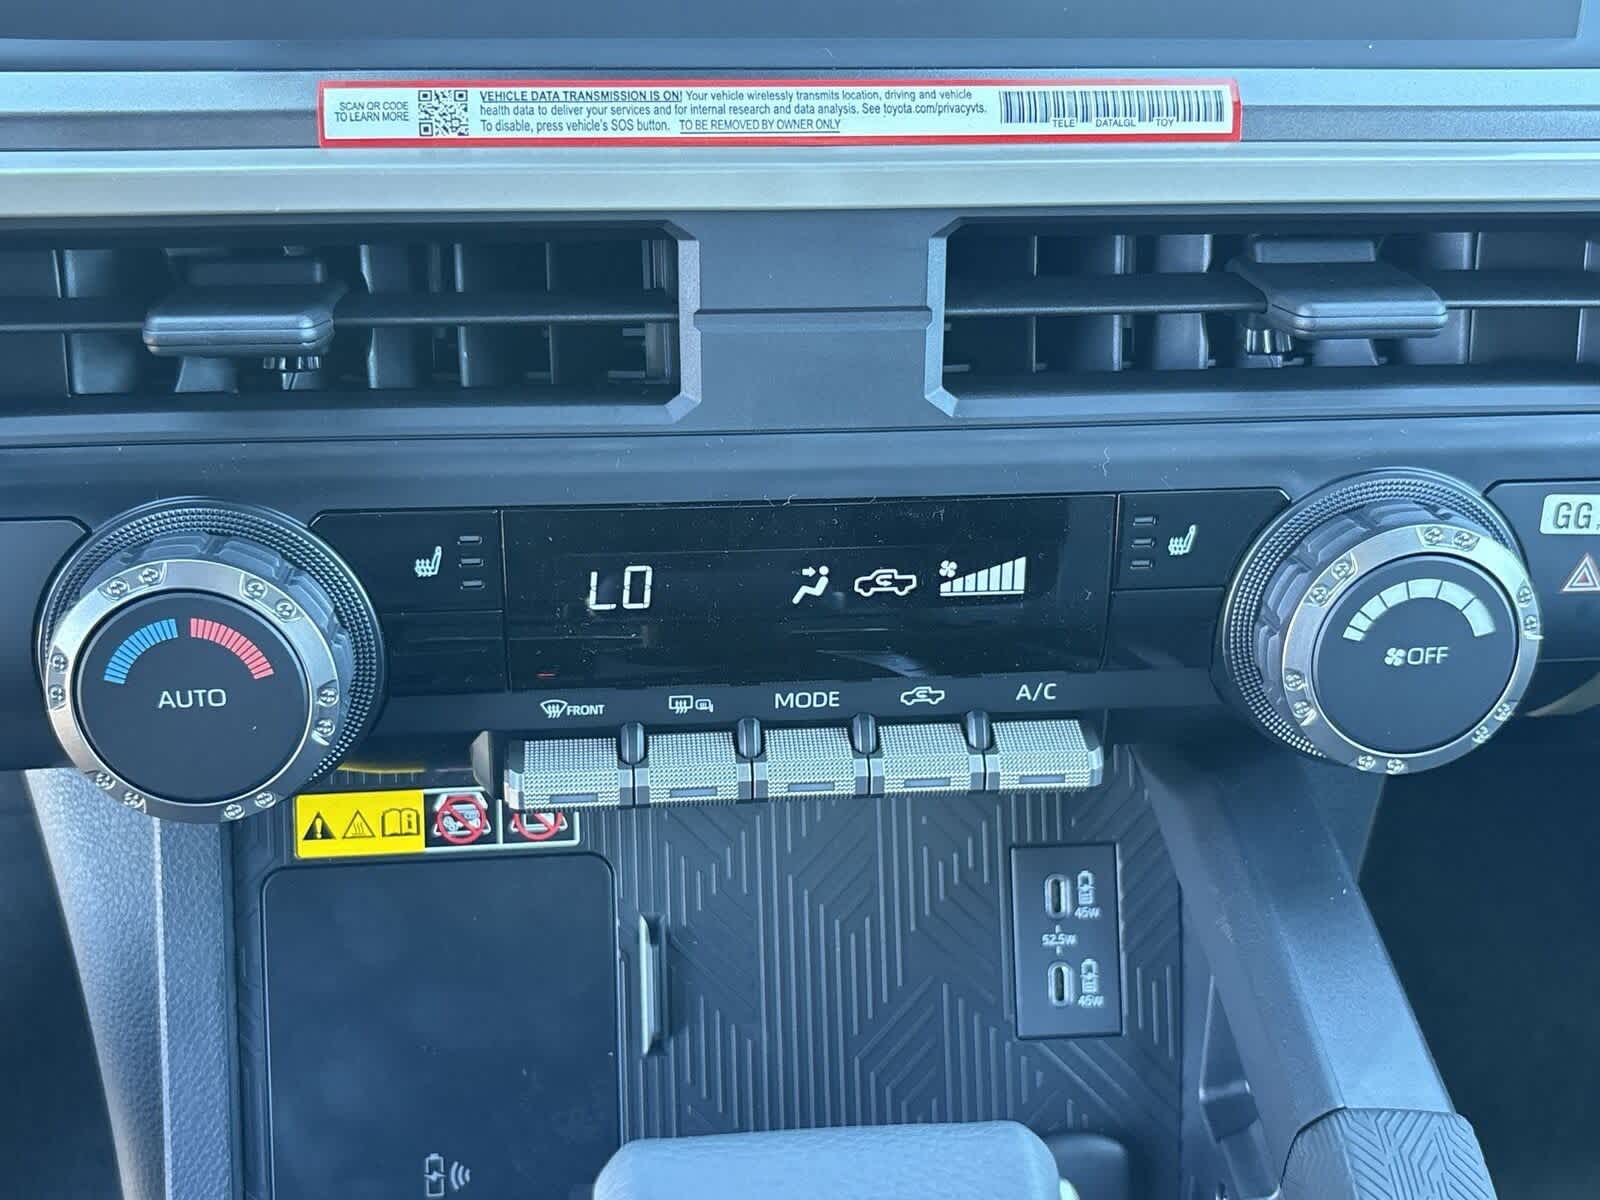 SCAN QR CODE
TO LEARN MORE
VEHICLE DATA TRANSMISSION IS ON! Your vehicle wirelessly transmits location, driving and vehicle
health data to deliver your services and for internal research and data analysis. See toyota.com/privacyvts.
To disable, press vehicle's SOS button. TO BE REMOVED BY OWNER ONLY
TELE DATALGL TOY
LO
AUTO
FRONT
MODE
A/C
OFF
GG
45W
52.5W
45W